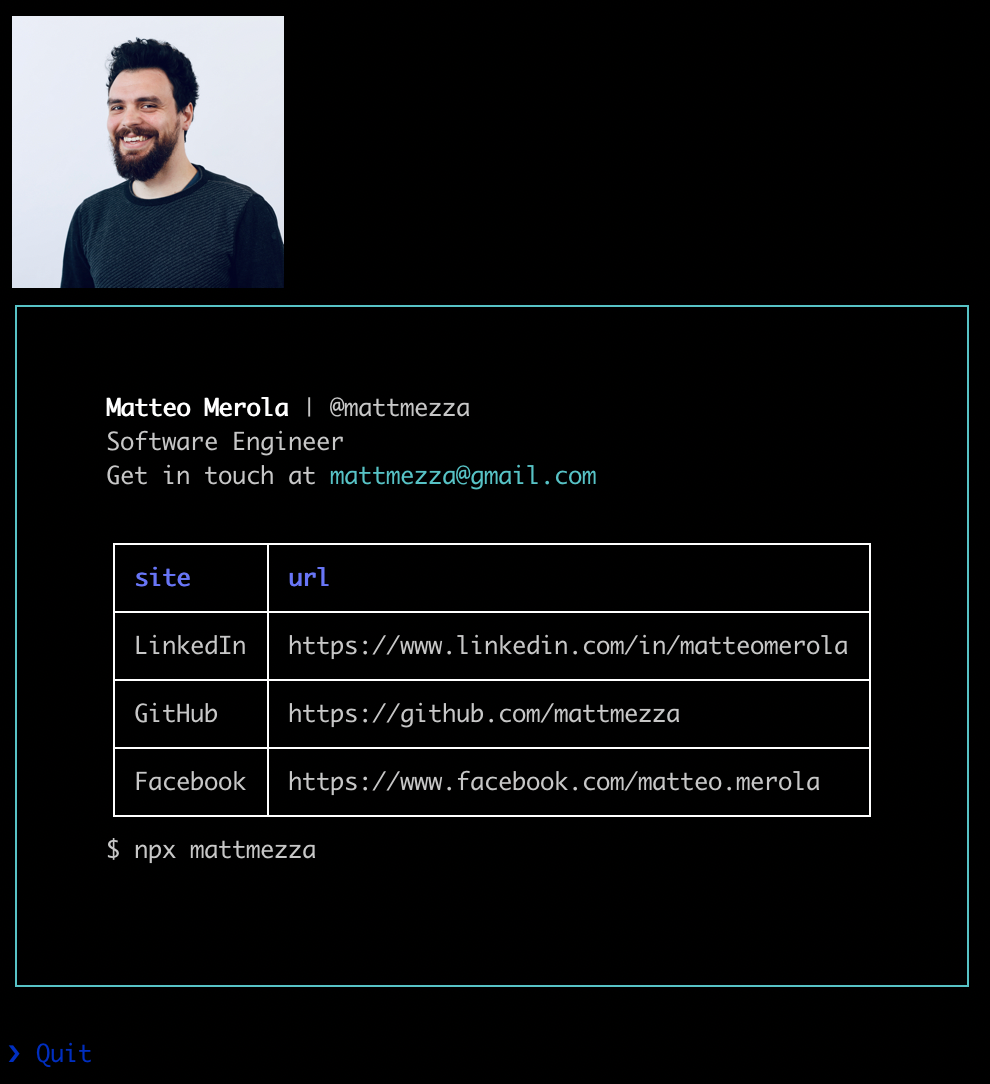 Matteo Merola | @mattmezza
Software Engineer
Get in touch at mattmezza@gmail.com
site url
LinkedIn https://www.linkedin.com/in/matteomerola
GitHub https://github.com/mattmezza
Facebook https://www.facebook.com/matteo.merola
$ npx mattmezza
❯ Quit